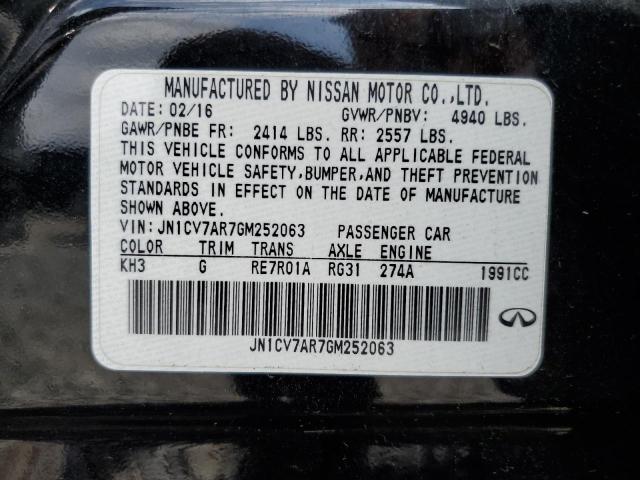 MANUFACTURED BY NISSAN MOTOR CO.,LTD.
DATE: 02/16 GVWR/PNBV: 4940 LBS.
GAWR/PNBE FR: 2414 LBS. RR: 2557 LBS.
THIS VEHICLE CONFORMS TO ALL APPLICABLE FEDERAL
MOTOR VEHICLE SAFETY,BUMPER,AND THEFT PREVENTION
STANDARDS IN EFFECT ON THE DATE OF MANUFACTURE
SHOWN ABOVE.
VIN: JN1CV7AR7GM252063 PASSENGER CAR
COLOR TRIM TRANS AXLE ENGINE
KH3 G RE7R01A RG31 274A 1991CC
JN1CV7AR7GM252063